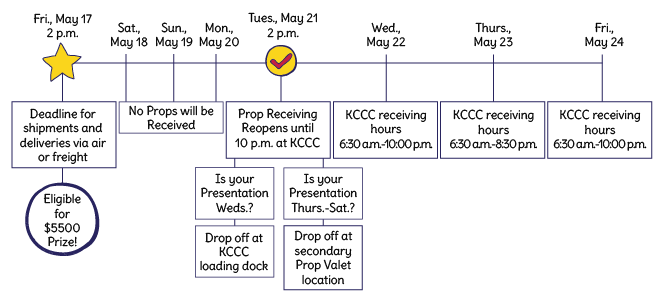 Fri., May 17
2 p.m.
Sat.,
May 18
Sun.,
May 19
Mon.,
May 20
Tues., May 21
2 p.m.
Wed.,
May 22
Thurs.,
May 23
Fri.,
May 24
Deadline for
shipments and
deliveries via air
or freight
No Props will be
Received
Prop Receiving
Reopens until
10 p.m. at KCCC
KCCC receiving
hours
6:30 a.m.-10:00 p.m.
KCCC receiving
hours
6:30 a.m.-8:30 p.m.
KCCC receiving
hours
6:30 a.m.-10:00 p.m.
Eligible
for
$5500
Prize!
Is your
Presentation
Weds.?
Is your
Presentation
Thurs.-Sat.?
Drop off at
KCCC
loading dock
Drop off at
secondary
Prop Valet
location